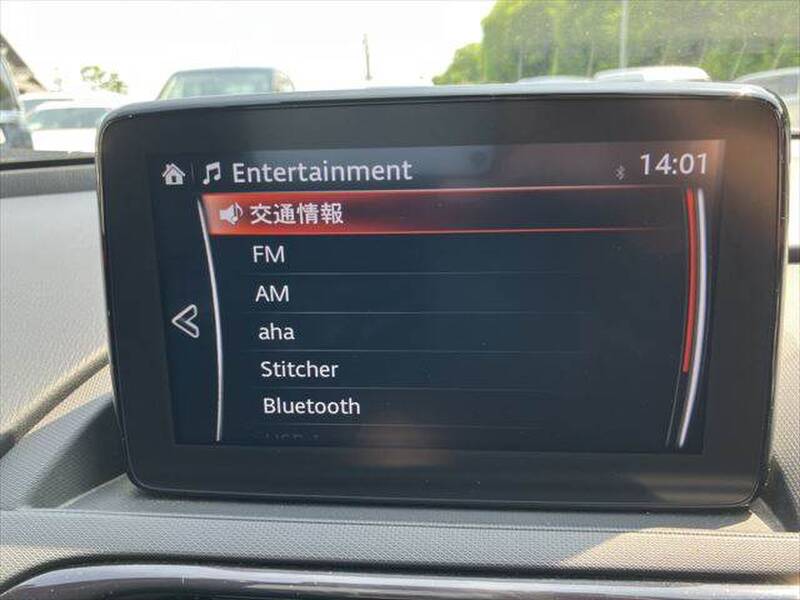 Entertainment 14:01
交通情報
FM
AM
aha
Stitcher
Bluetooth